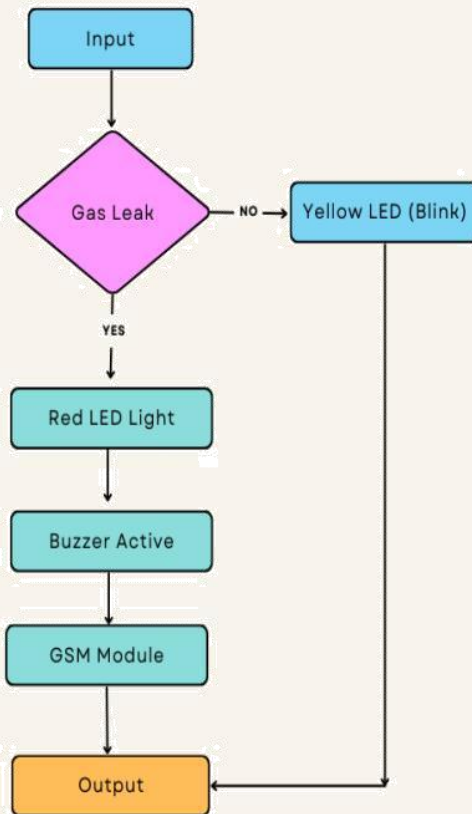 Input
Gas Leak
NO
Yellow LED (Blink)
YES
Red LED Light
Buzzer Active
GSM Module
Output